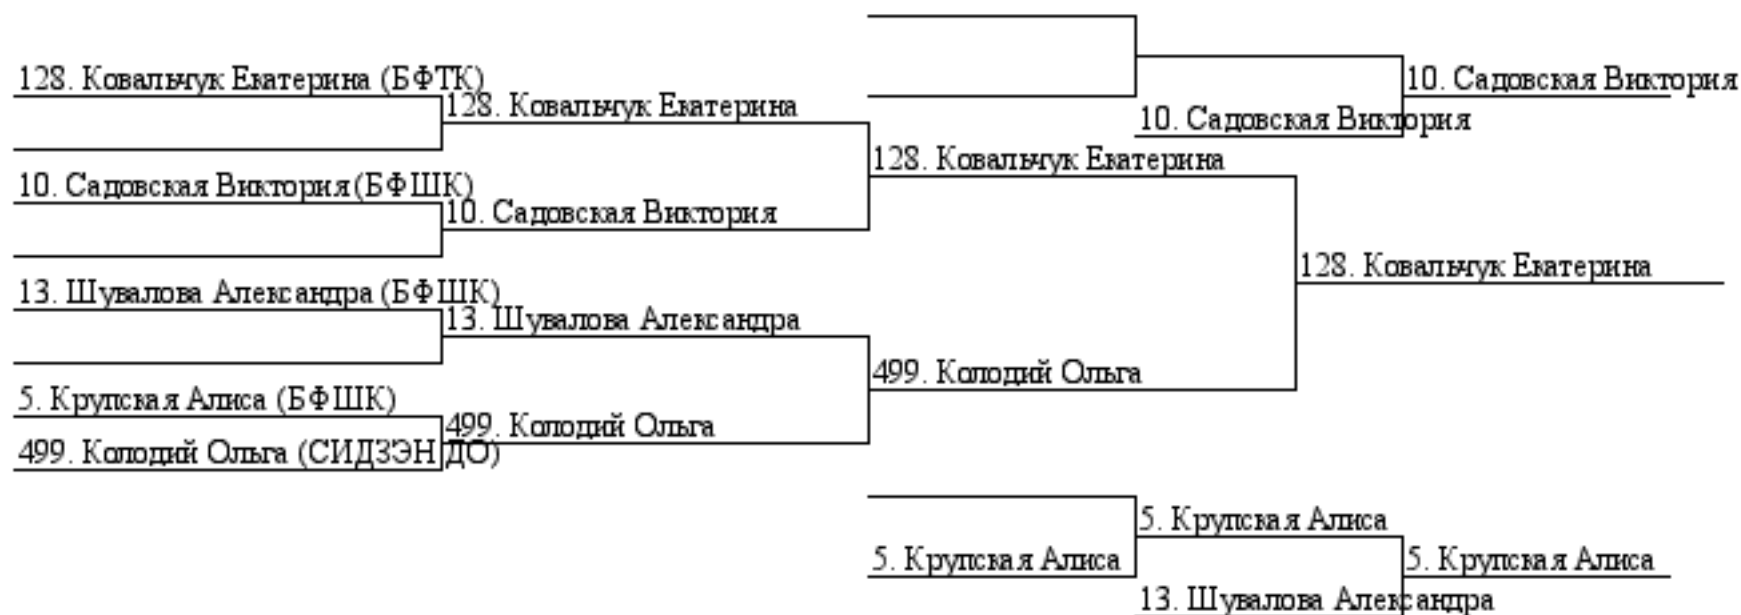 128. Ковальчук Екатерина (БФТК)
10. Садовская Виктория (БФШК)
13. Шувалова Александра (БФШК)
5. Крупская Алиса (БФШК)
499. Колодий Ольга (СИДЗЭН ДО)
128. Ковальчук Екатерина
10. Садовская Виктория
13. Шувалова Александра
499. Колодий Ольга
128. Ковальчук Екатерина
499. Колодий Ольга
128. Ковальчук Екатерина
10. Садовская Виктория
10. Садовская Виктория
5. Крупская Алиса
5. Крупская Алиса
13. Шувалова Александра
5. Крупская Алиса